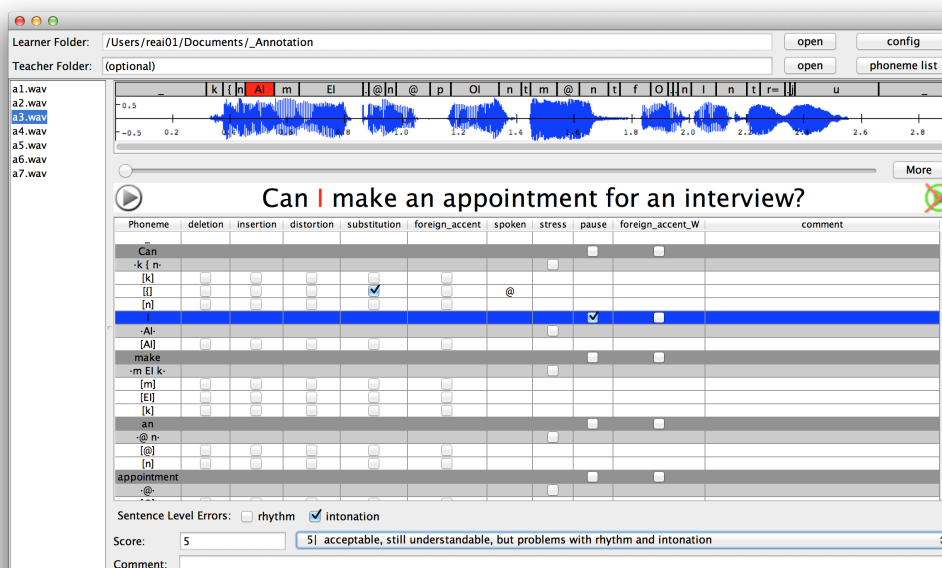 Learner Folder: /Users/reai01/Documents/_Annotation open config
Teacher Folder: (optional) open phoneme list
a1.wav
a2.wav
a3.wav
a4.wav
a5.wav
a6.wav
a7.wav
_ k { n AI m EI @ n @ p OI n t m @ n t f O n I n t r= j u _
0.5
-0.5 0.2 0.4 0.6 0.8 1.0 1.2 1.4 1.6 1.8 2.0 2.2 2.4 2.6 2.8
More
Can I make an appointment for an interview?
Phoneme deletion insertion distortion substitution foreign_accent spoken stress pause foreign_accent_W comment
_
Can
·k { n·
[k]
[{] @
[n]
I
·AI·
[AI]
make
·m EI k·
[m]
[EI]
[k]
an
·@ n·
[@]
[n]
appointment
·@·
Sentence Level Errors: rhythm intonation
Score: 5 5| acceptable, still understandable, but problems with rhythm and intonation
Comment: